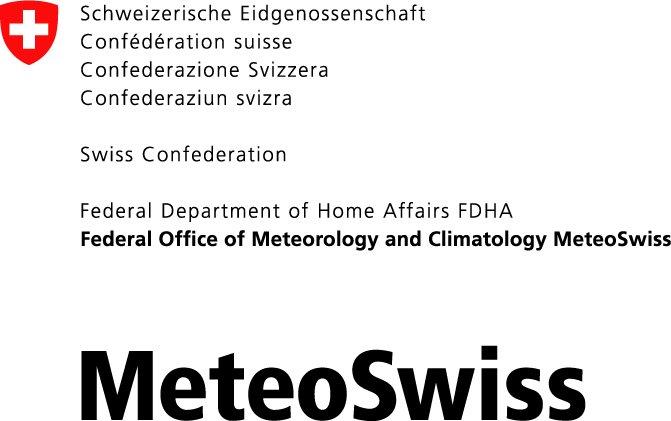 Schweizerische Eidgenossenschaft
Confédération suisse
Confederazione Svizzera
Confederaziun svizra
Swiss Confederation
Federal Department of Home Affairs FDHA
Federal Office of Meteorology and Climatology MeteoSwiss
MeteoSwiss